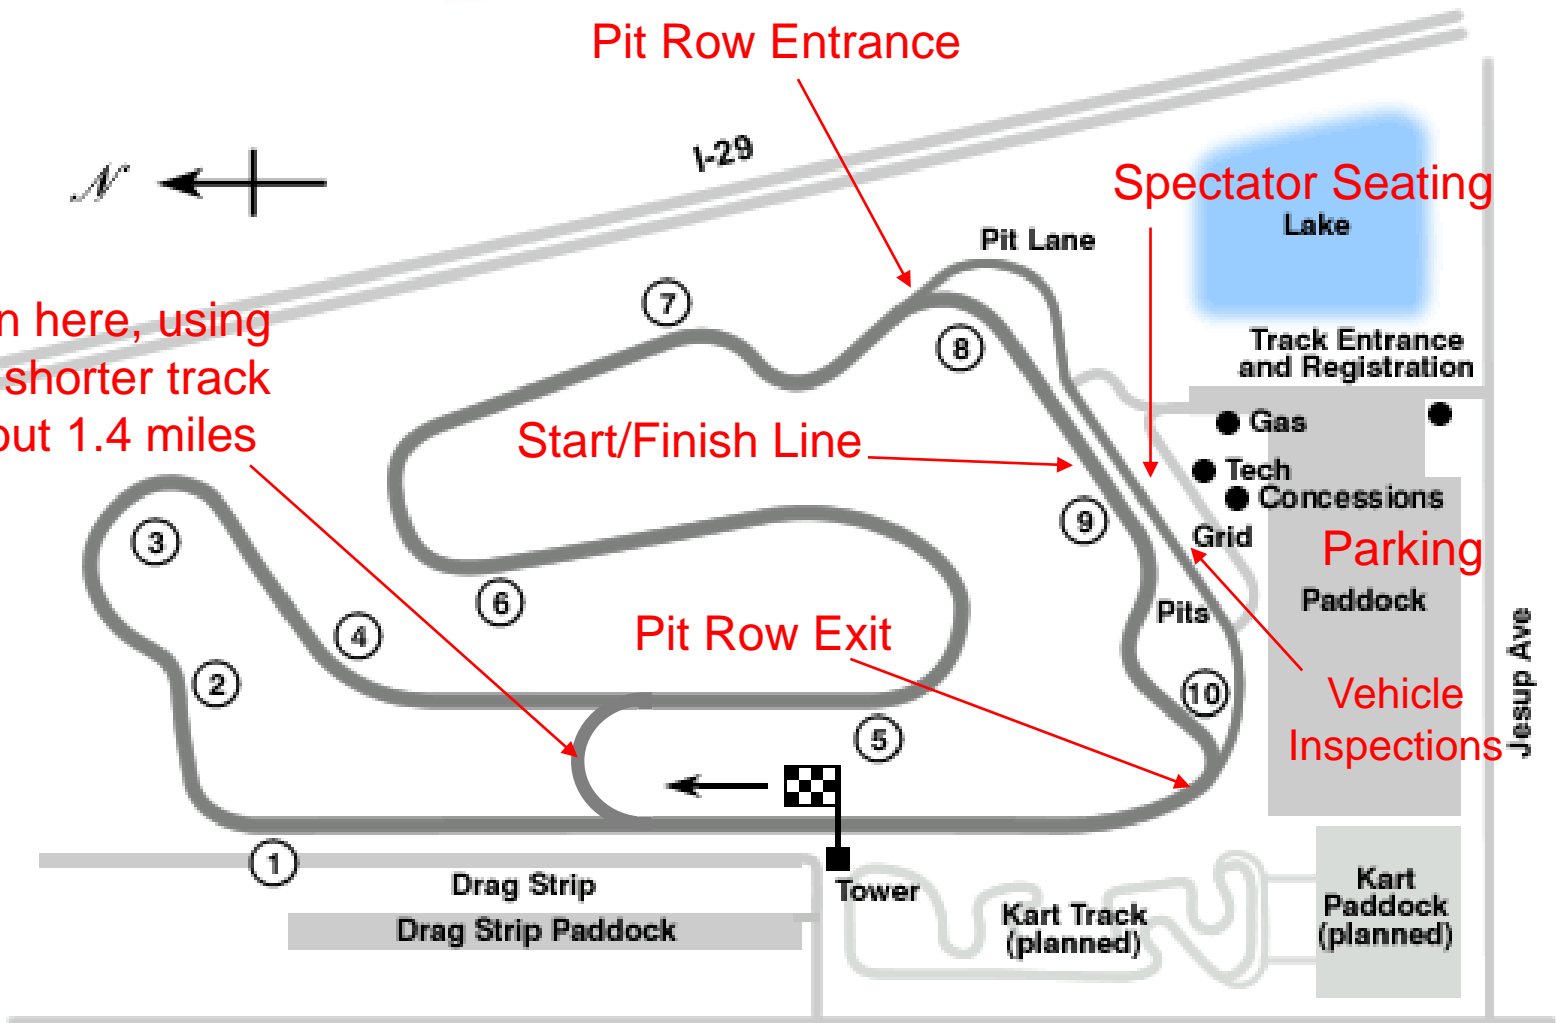 Pit Row Entrance
I-29
N
Spectator Seating
Lake
Pit Lane
7
n here, using
shorter track
out 1.4 miles
8
Track Entrance
and Registration
Gas
Start/Finish Line
Tech
Concessions
9
3
Grid
Parking
6
Paddock
Pits
4
Pit Row Exit
2
10
Vehicle
Inspections
Jesup Ave
5
1
Drag Strip
Tower
Kart
Paddock
(planned)
Kart Track
(planned)
Drag Strip Paddock